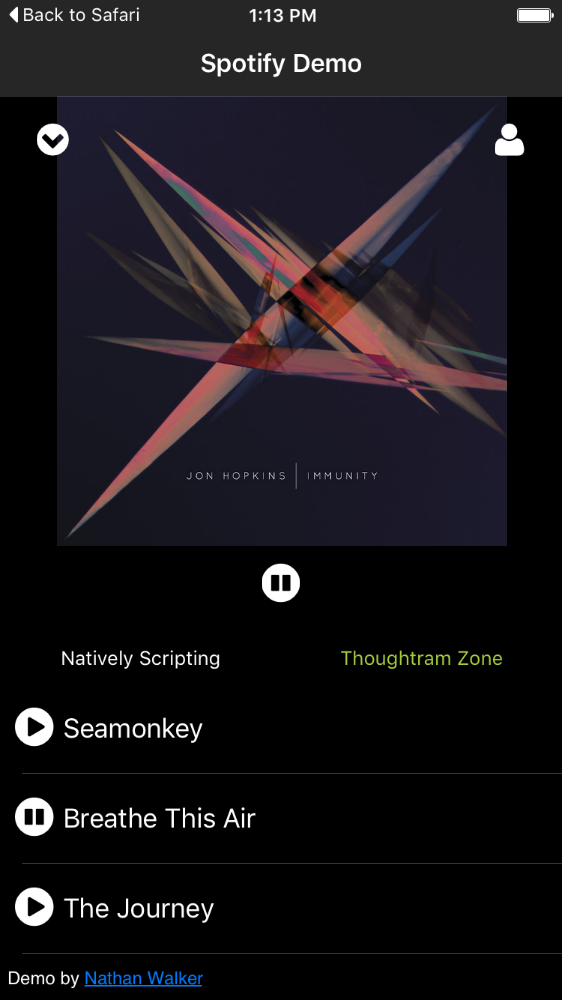 Back to Safari
1:13 PM
Spotify Demo
JON HOPKINS | IMMUNITY
Natively Scripting
Thoughtram Zone
Seamonkey
Breathe This Air
The Journey
Demo by Nathan Walker